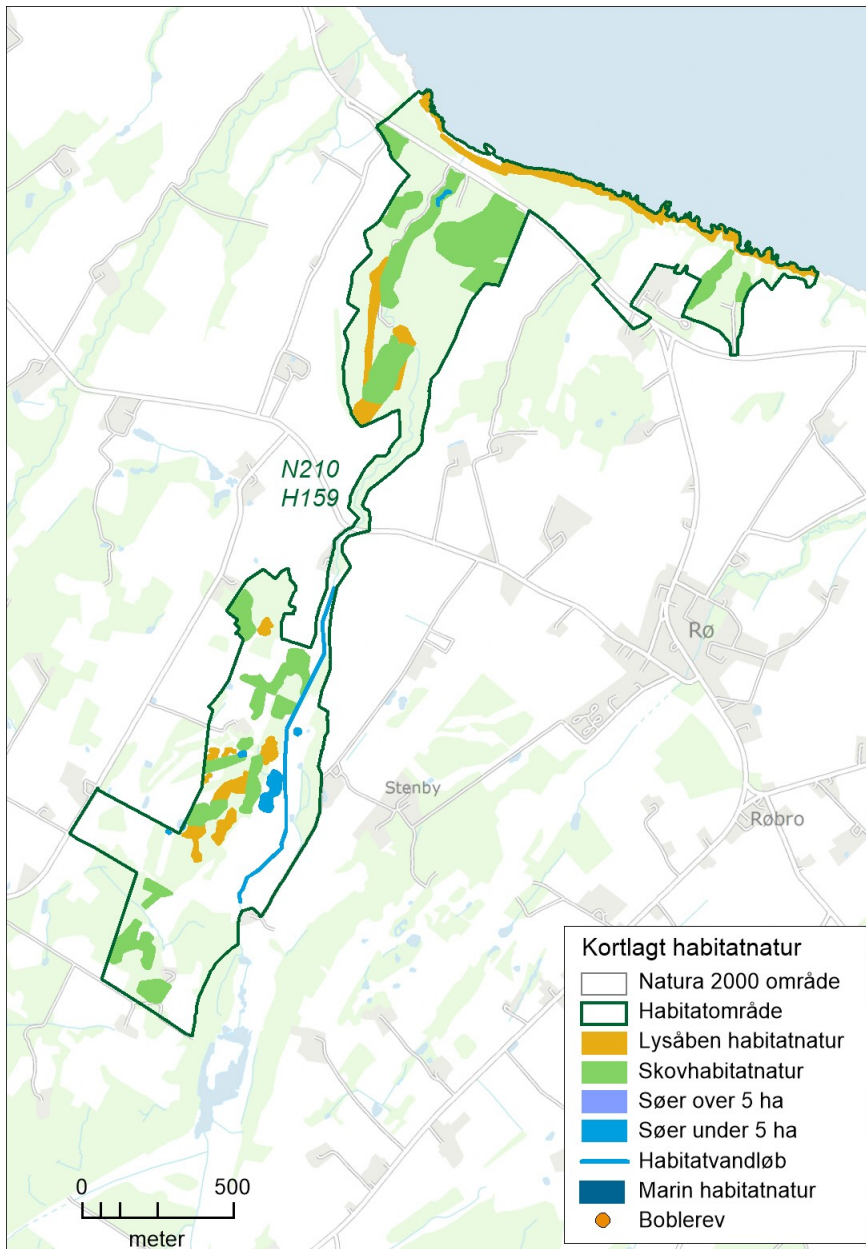 N210
H159
Rø
Stenby
Røbro
Kortlagt habitatnatur
Natura 2000 område
Habitatområde
Lysåben habitatnatur
Skovhabitatnatur
Søer over 5 ha
Søer under 5 ha
Habitatvandløb
Marin habitatnatur
Boblerev
0 500
meter